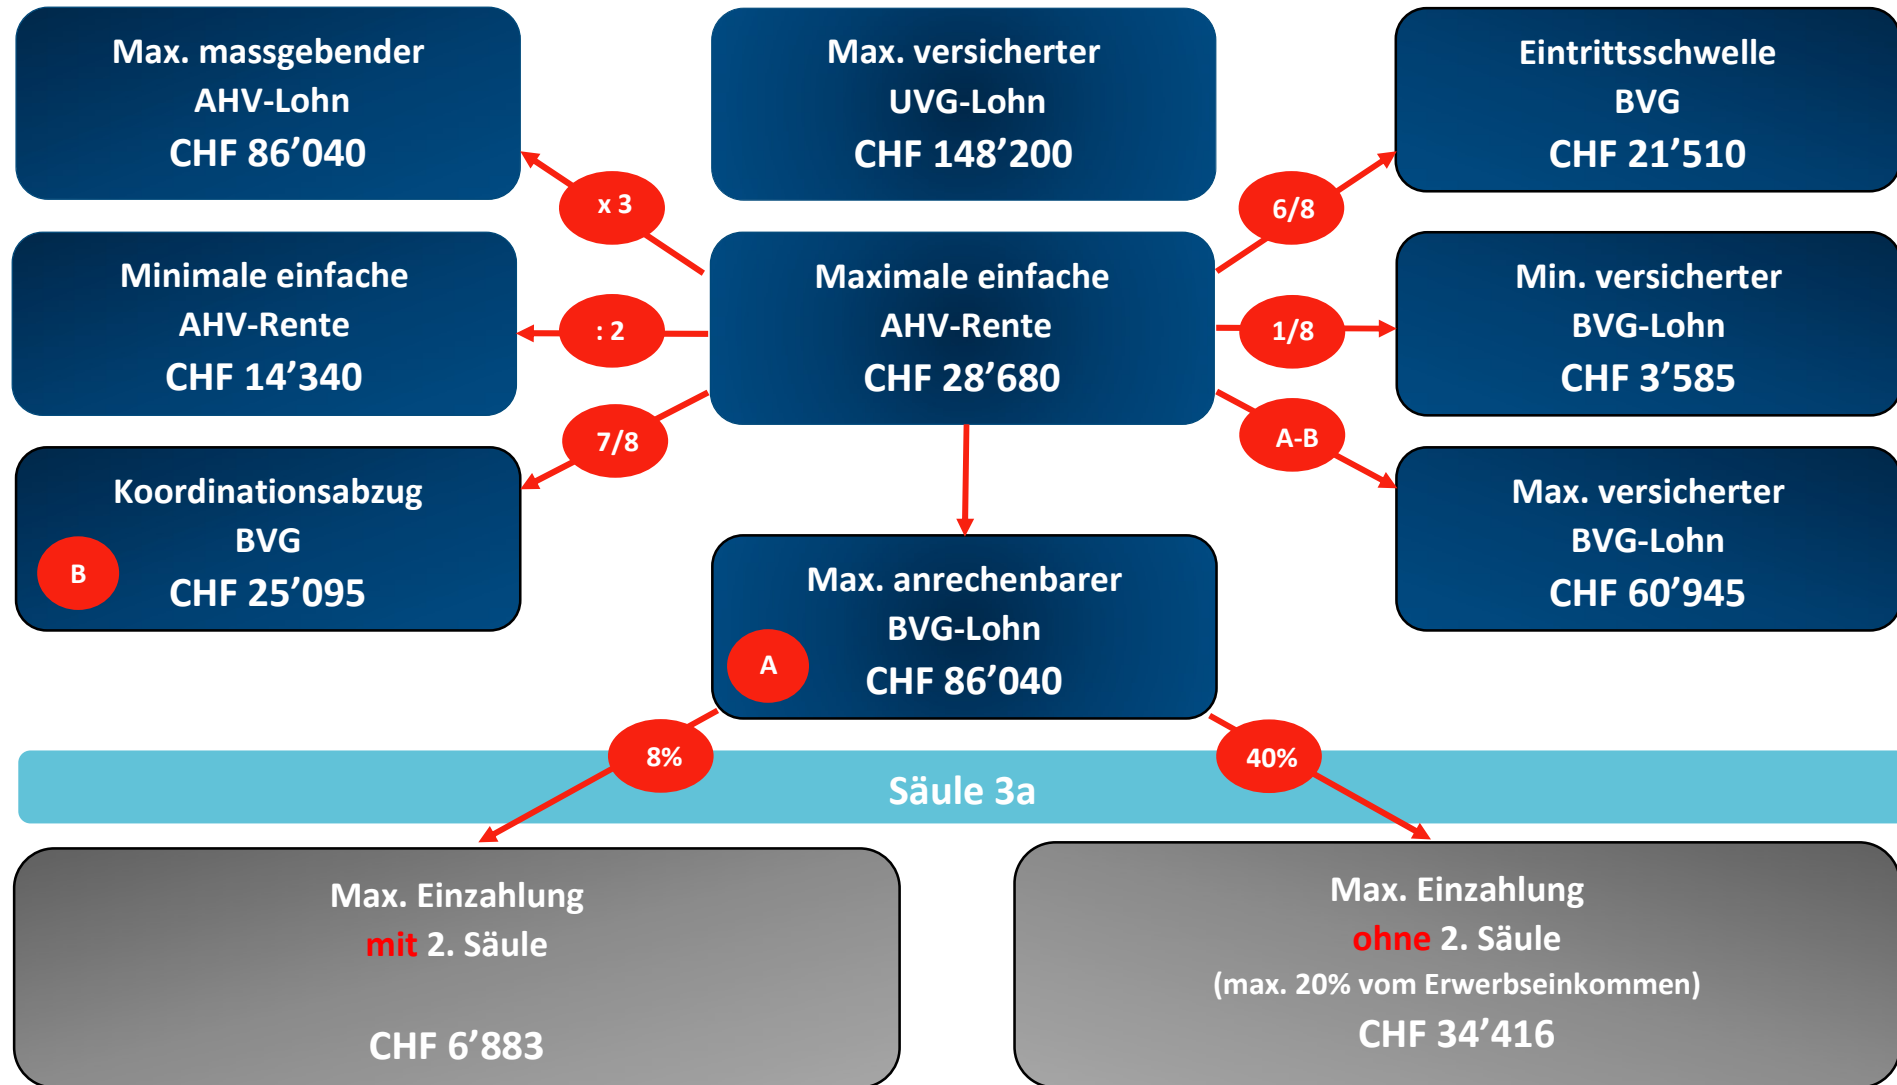 Max. massgebender
AHV-Lohn
CHF 86’040
Max. versicherter
UVG-Lohn
CHF 148’200
Eintrittsschwelle
BVG
CHF 21’510
x 3
6/8
Minimale einfache
AHV-Rente
CHF 14’340
: 2
Maximale einfache
AHV-Rente
CHF 28’680
1/8
Min. versicherter
BVG-Lohn
CHF 3’585
7/8
A-B
Koordinationsabzug
BVG
CHF 25’095
B
Max. anrechenbarer
BVG-Lohn
CHF 86’040
A
Max. versicherter
BVG-Lohn
CHF 60’945
8%
40%
Säule 3a
Max. Einzahlung
mit 2. Säule
CHF 6’883
Max. Einzahlung
ohne 2. Säule
(max. 20% vom Erwerbseinkommen)
CHF 34’416